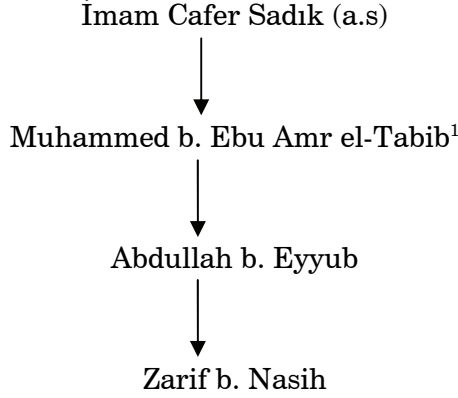 İmam Cafer Sadık (a.s)
Muhammed b. Ebu Amr el-Tabib¹
Abdullah b. Eyyub
Zarif b. Nasih